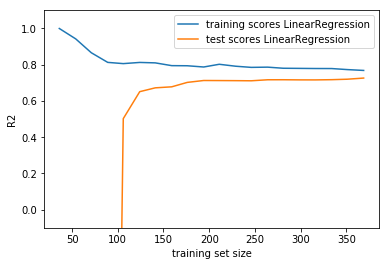 training scores LinearRegression
test scores LinearRegression
1.0
0.8
0.6
0.4
0.2
0.0
R2
50 100 150 200 250 300 350
training set size